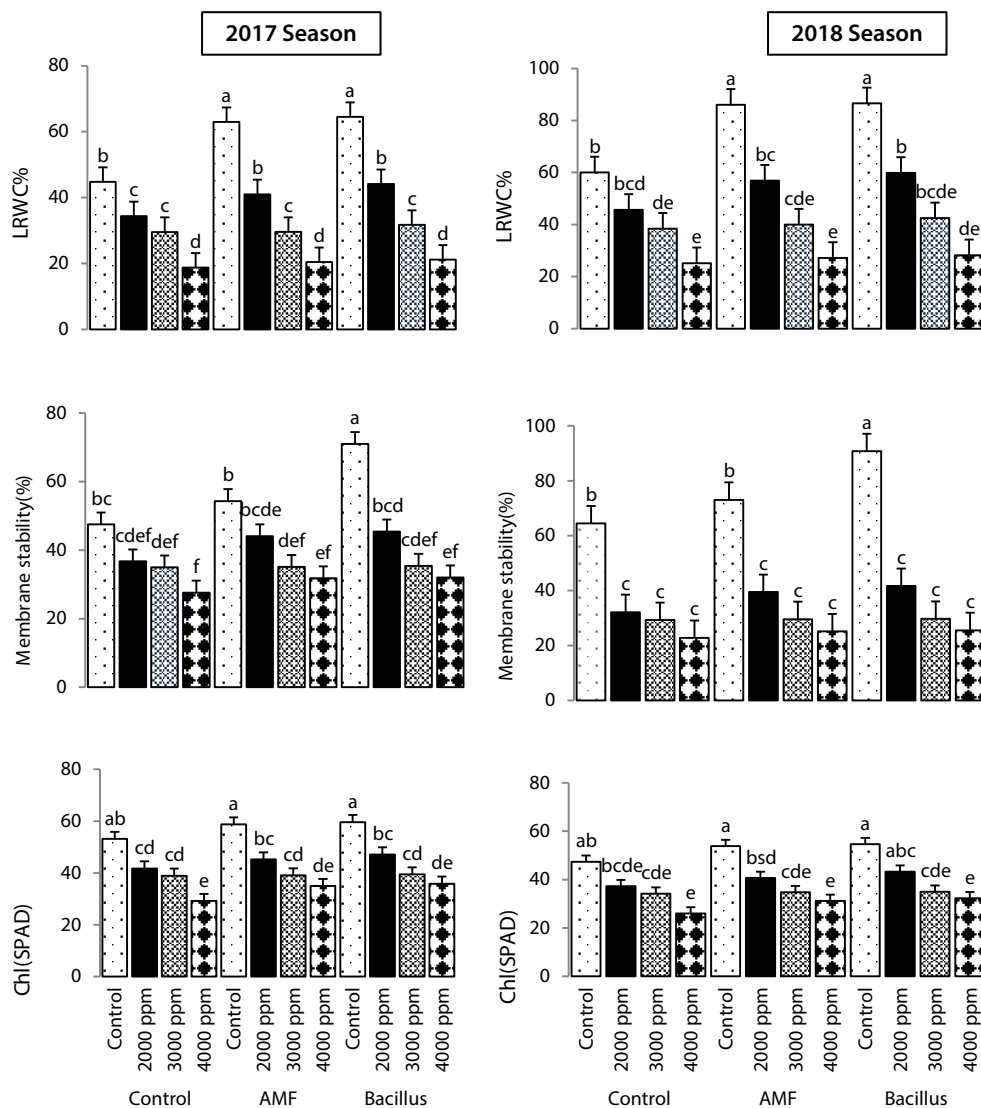 2017 Season
2018 Season
LRWC%
80
60
40
20
0
b
c
c
d
a
b
c
d
a
b
c
d
LRWC%
100
80
60
40
20
0
b
bcd
de
e
a
bc
cde
e
a
b
bcde
de
Membrane stability(%)
80
60
40
20
0
bc
cdef
def
f
b
bcde
def
ef
a
bcd
cdef
ef
Membrane stability(%)
100
80
60
40
20
0
b
c
c
c
b
c
c
c
a
c
c
c
Chl(SPAD)
80
60
40
20
0
ab
cd
cd
e
a
bc
cd
de
a
bc
cd
de
Control
2000 ppm
3000 ppm
4000 ppm
Control
2000 ppm
3000 ppm
4000 ppm
Control
2000 ppm
3000 ppm
4000 ppm
Control
AMF
Bacillus
Chl(SPAD)
80
60
40
20
0
ab
bcde
cde
e
a
bsd
cde
e
a
abc
cde
e
Control
2000 ppm
3000 ppm
4000 ppm
Control
2000 ppm
3000 ppm
4000 ppm
Control
2000 ppm
3000 ppm
4000 ppm
Control
AMF
Bacillus